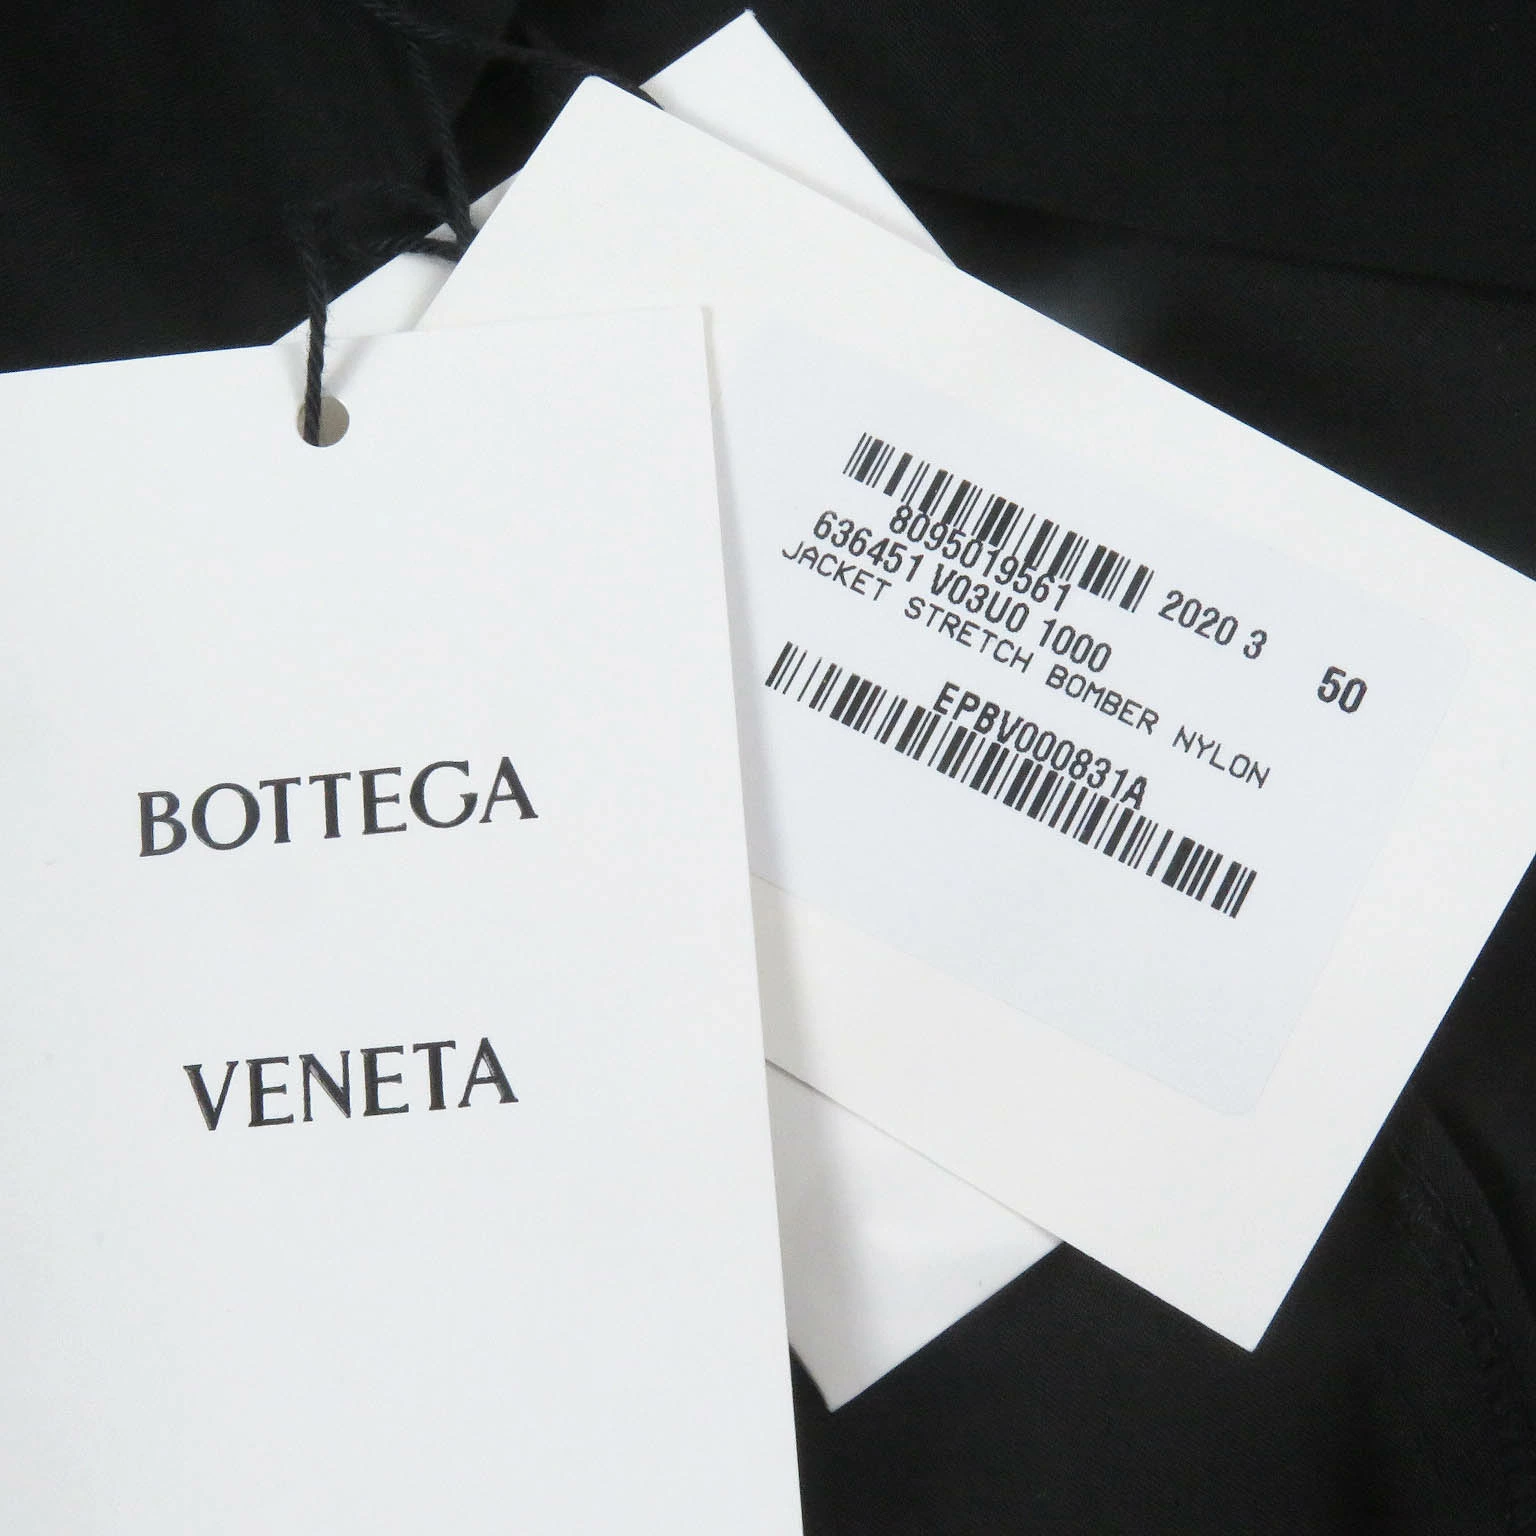 BOTTEGA
VENETA
8095019561 2020 3
636451 V03U0 1000 50
JACKET STRETCH BOMBER NYLON
EPBV000831A